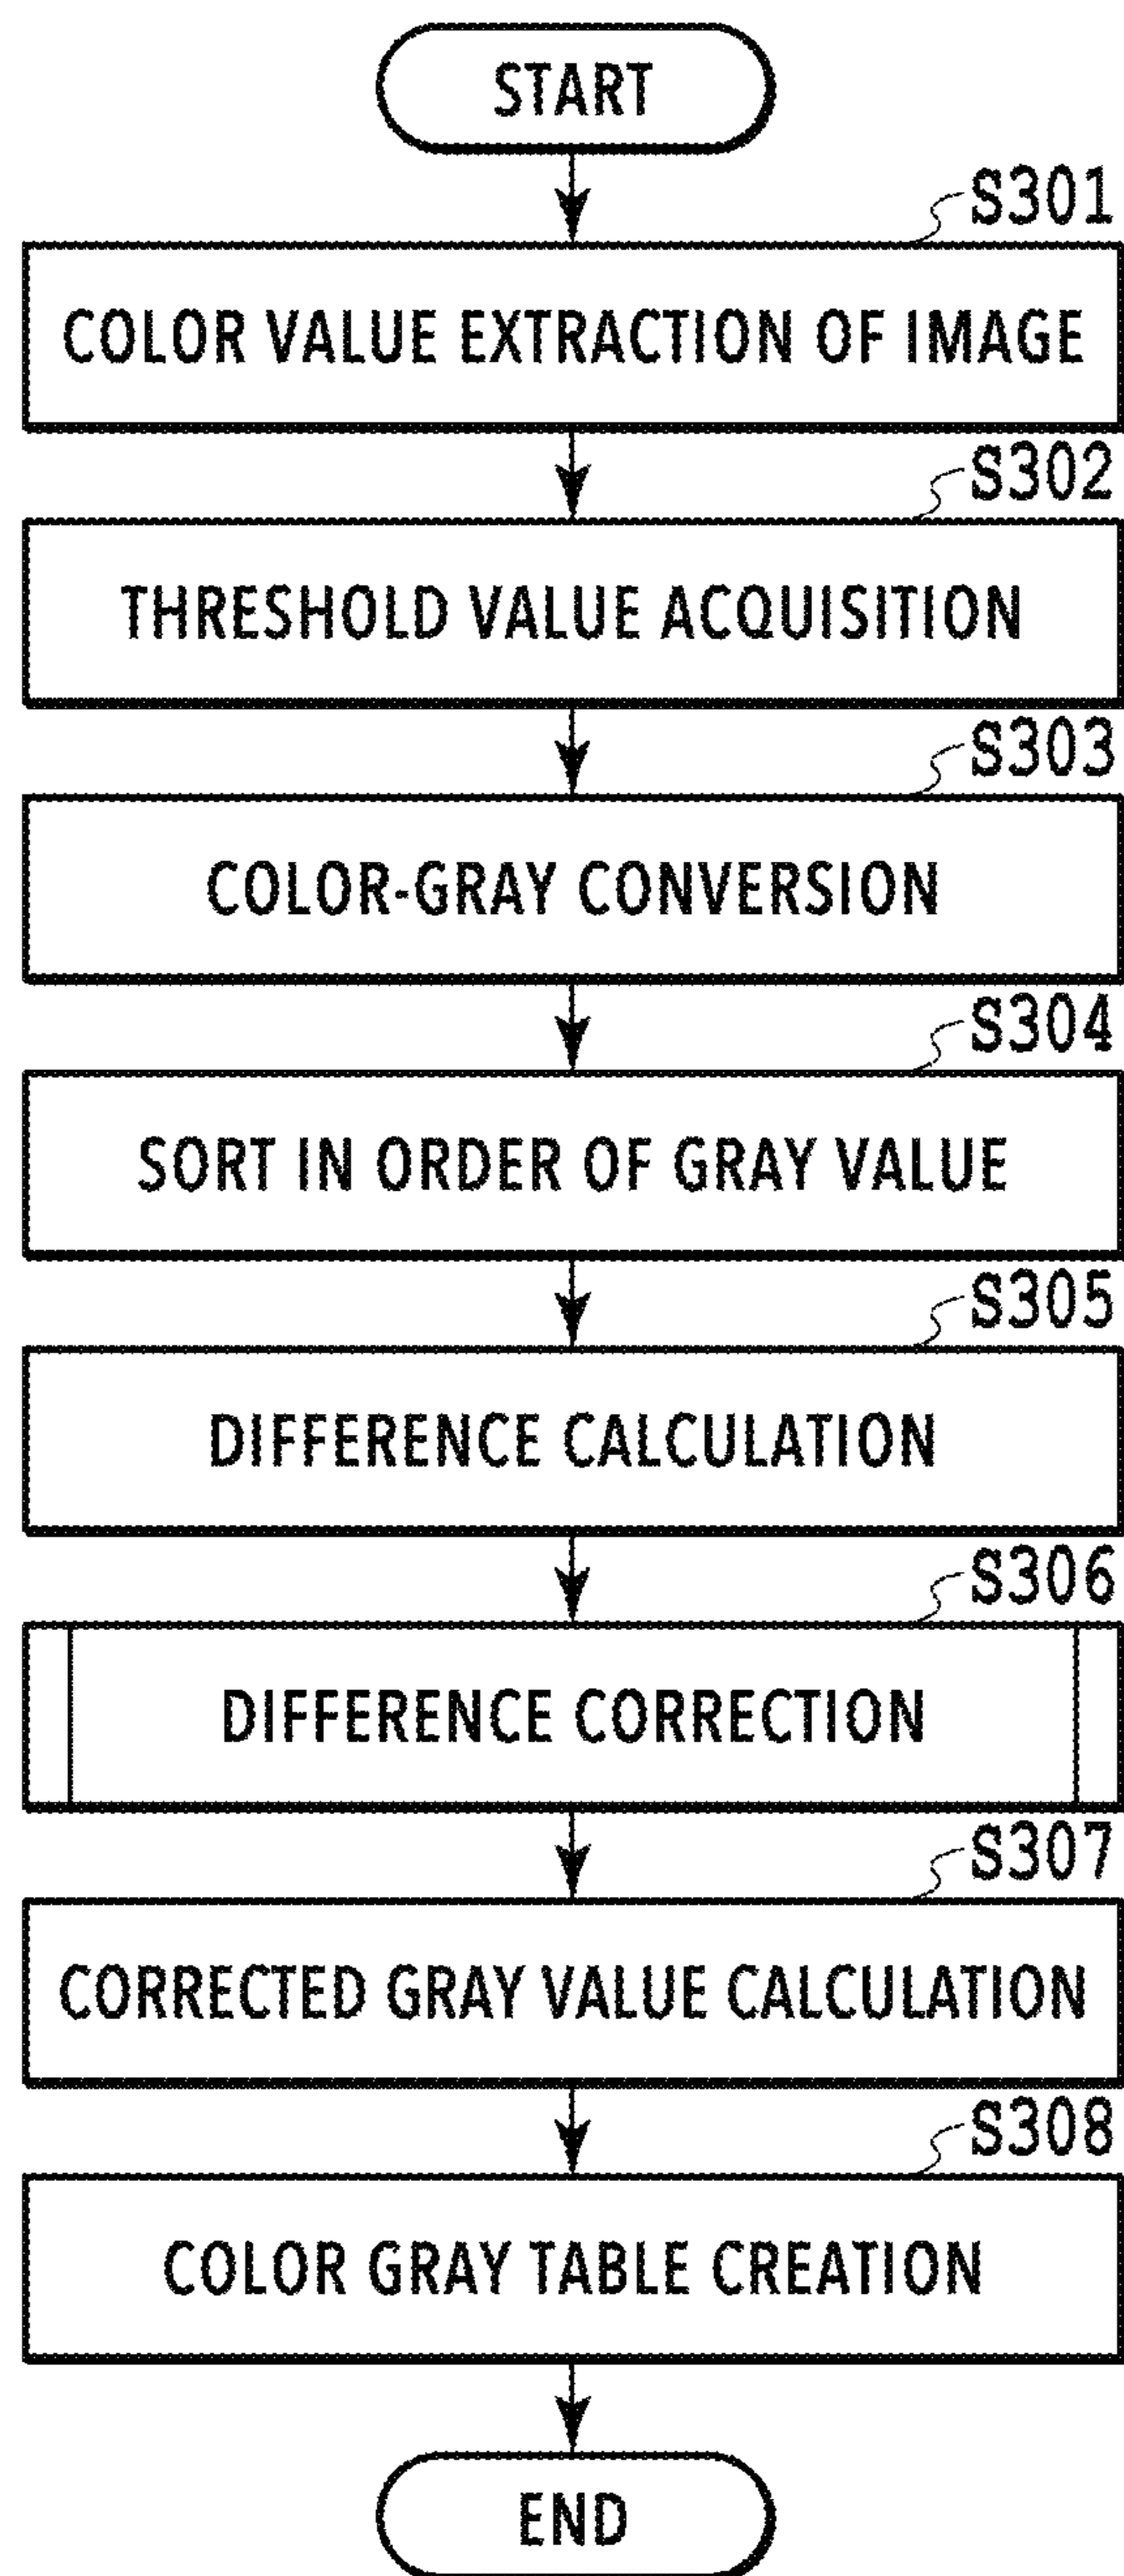 START
S301
COLOR VALUE EXTRACTION OF IMAGE
S302
THRESHOLD VALUE ACQUISITION
S303
COLOR-GRAY CONVERSION
S304
SORT IN ORDER OF GRAY VALUE
S305
DIFFERENCE CALCULATION
S306
DIFFERENCE CORRECTION
S307
CORRECTED GRAY VALUE CALCULATION
S308
COLOR GRAY TABLE CREATION
END